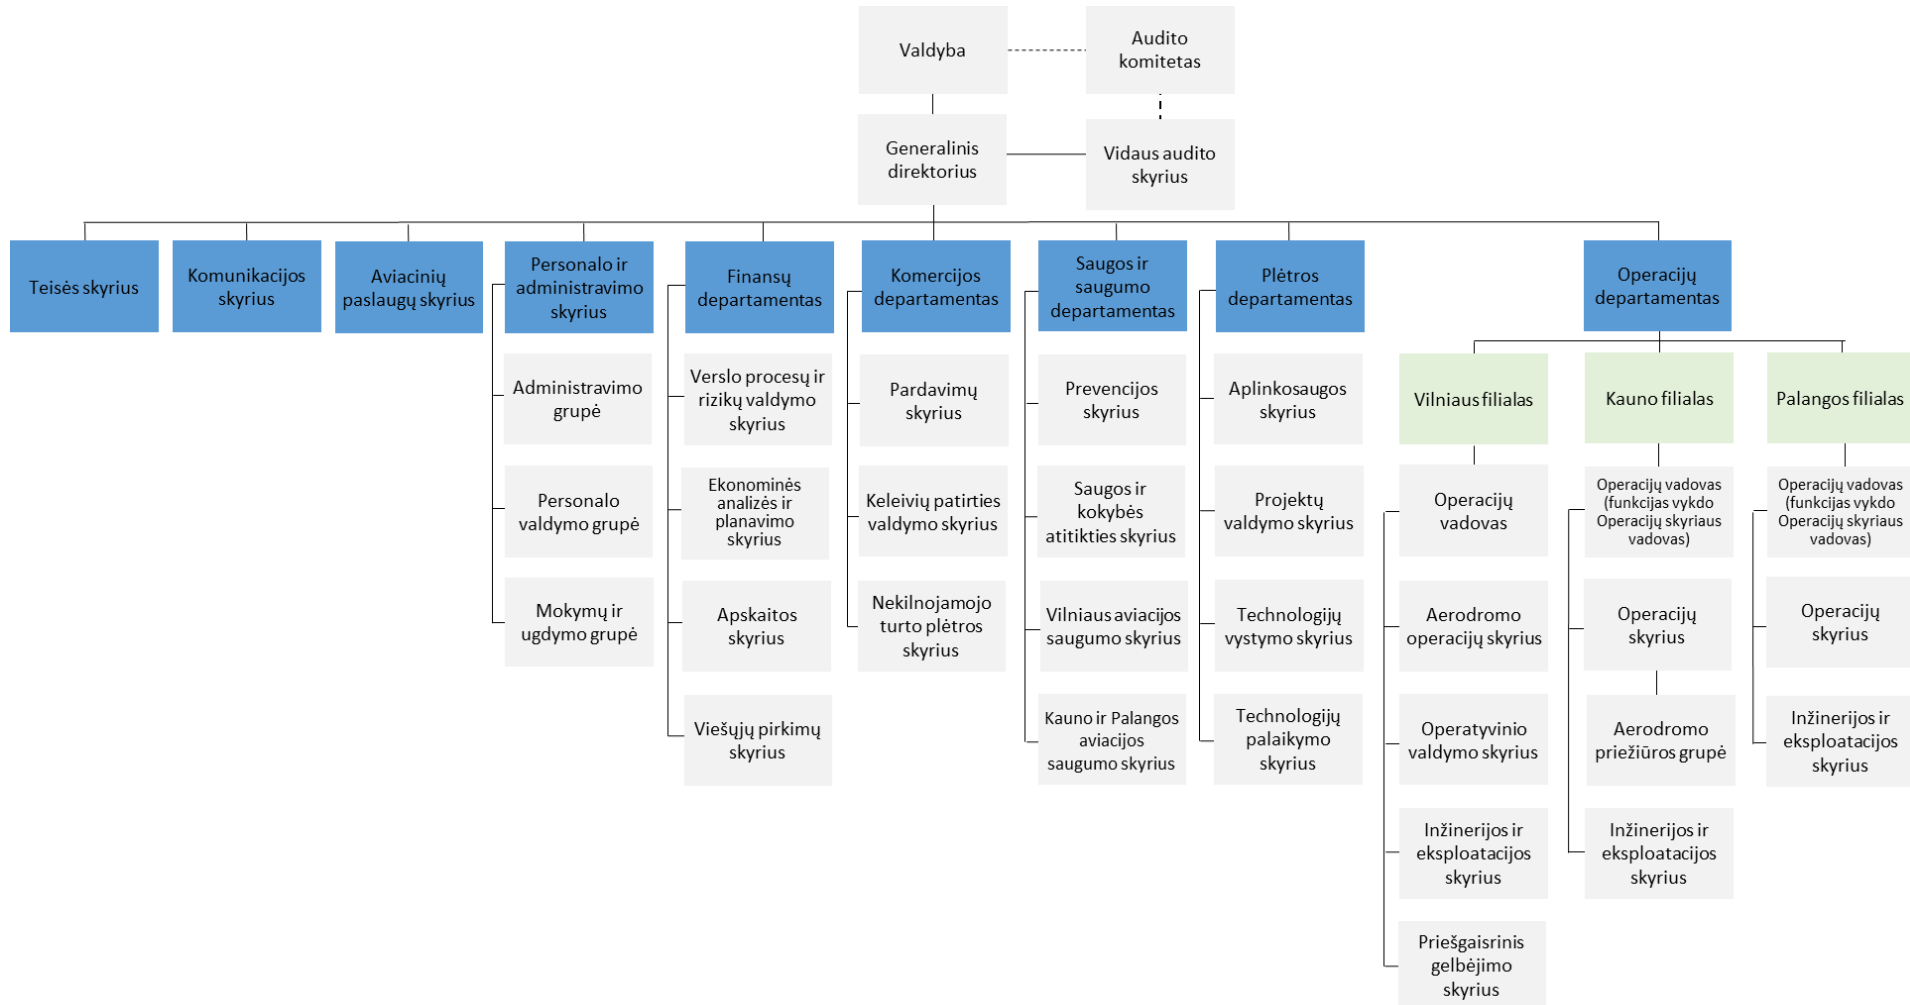 Valdyba
Audito
komitetas
Generalinis
direktorius
Vidaus audito
skyrius
Teisės skyrius
Komunikacijos
skyrius
Aviacinių
paslaugų skyrius
Personalo ir
administravimo
skyrius
Finansų
departamentas
Komercijos
departamentas
Saugos ir
saugumo
departamentas
Plėtros
departamentas
Operacijų
departamentas
Administravimo
grupė
Personalo
valdymo grupė
Mokymų ir
ugdymo grupė
Verslo procesų ir
rizikų valdymo
skyrius
Ekonominės
analizės ir
planavimo
skyrius
Apskaitos
skyrius
Viešųjų pirkimų
skyrius
Pardavimų
skyrius
Keleivių patirties
valdymo skyrius
Nekilnojamojo
turto plėtros
skyrius
Prevencijos
skyrius
Saugos ir
kokybės
atitikties skyrius
Vilniaus aviacijos
saugumo skyrius
Kauno ir Palangos
aviacijos
saugumo skyrius
Aplinkosaugos
skyrius
Projektų
valdymo skyrius
Technologijų
vystymo skyrius
Technologijų
palaikymo
skyrius
Vilniaus filialas
Operacijų
vadovas
Aerodromo
operacijų skyrius
Operatyvinio
valdymo skyrius
Inžinerijos ir
eksploatacijos
skyrius
Priešgaisrinis
gelbėjimo
skyrius
Kauno filialas
Operacijų vadovas
(funkcijas vykdo
Operacijų skyriaus
vadovas)
Operacijų
skyrius
Aerodromo
priežiūros grupė
Inžinerijos ir
eksploatacijos
skyrius
Palangos filialas
Operacijų vadovas
(funkcijas vykdo
Operacijų skyriaus
vadovas)
Operacijų
skyrius
Inžinerijos ir
eksploatacijos
skyrius